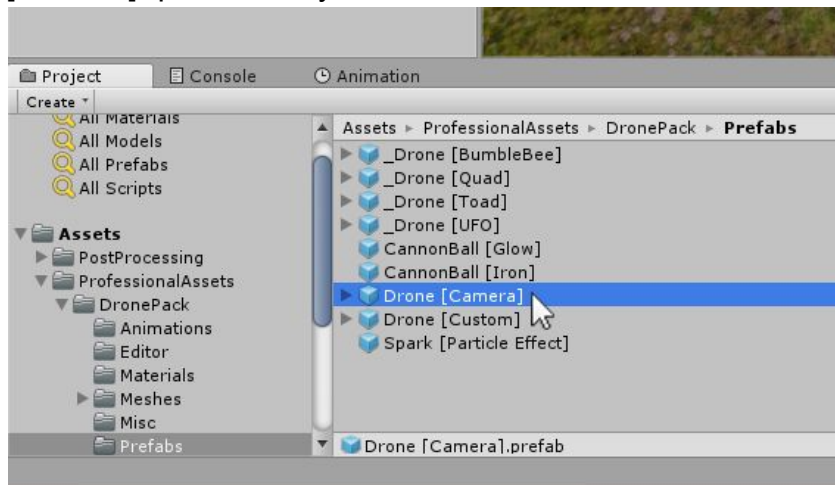 Project Console Animation
Create
All Materials
All Models
All Prefabs
All Scripts
Assets
PostProcessing
ProfessionalAssets
DronePack
Animations
Editor
Materials
Meshes
Misc
Prefabs
Assets ▸ ProfessionalAssets ▸ DronePack ▸ Prefabs
_Drone [BumbleBee]
_Drone [Quad]
_Drone [Toad]
_Drone [UFO]
CannonBall [Glow]
CannonBall [Iron]
Drone [Camera]
Drone [Custom]
Spark [Particle Effect]
Drone [Camera].prefab